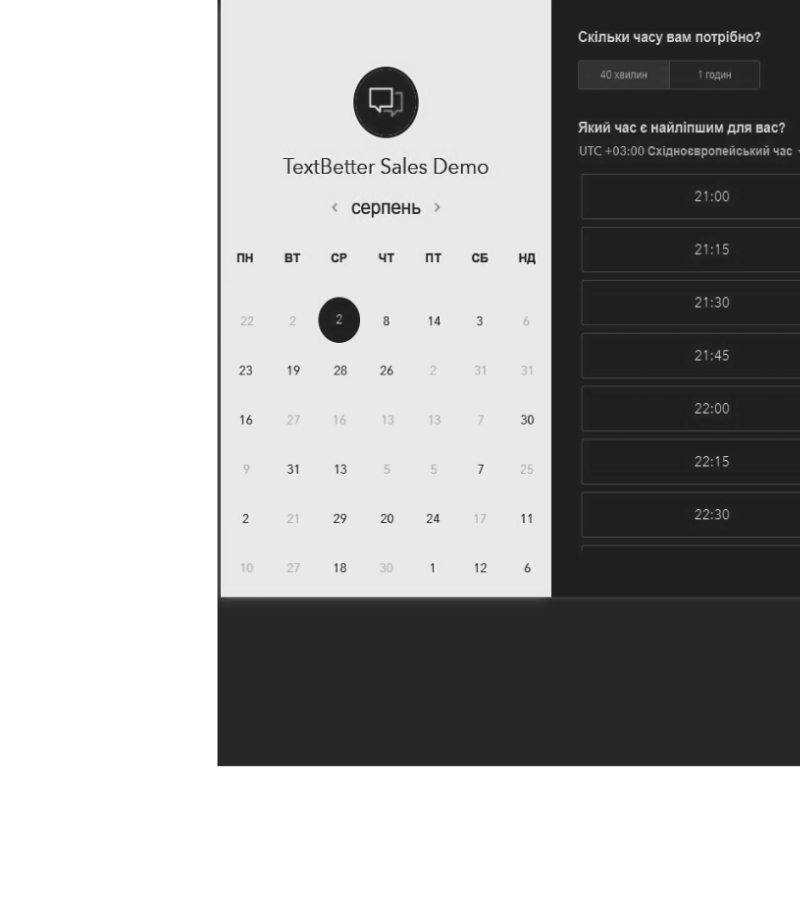 TextBetter Sales Demo
‹ серпень ›
ПН ВТ СР ЧТ ПТ СБ НД
22 2 2 8 14 3 6
23 19 28 26 2 31 31
16 27 16 13 13 7 30
9 31 13 5 5 7 25
2 21 29 20 24 17 11
10 27 18 30 1 12 6
Скільки часу вам потрібно?
40 хвилин 1 годин
Який час є найліпшим для вас?
UTC +03:00 Східноєвропейський час
21:00
21:15
21:30
21:45
22:00
22:15
22:30